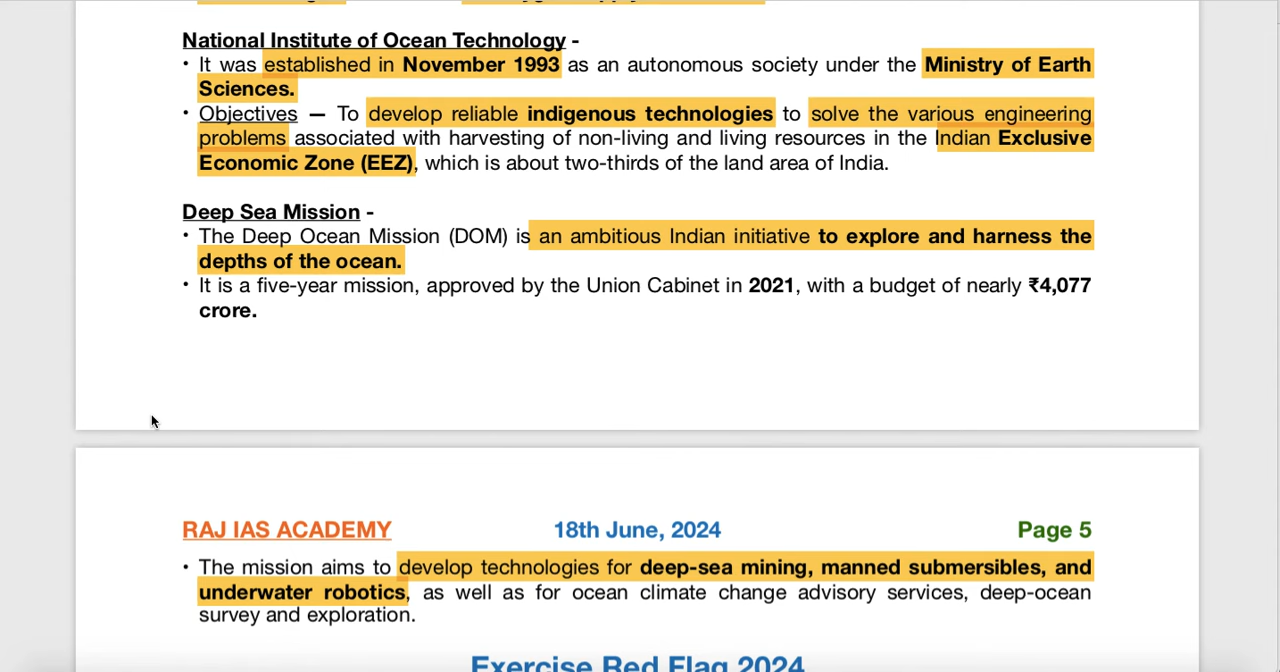 National Institute of Ocean Technology -
• It was established in November 1993 as an autonomous society under the Ministry of Earth
Sciences.
• Objectives — To develop reliable indigenous technologies to solve the various engineering
problems associated with harvesting of non-living and living resources in the Indian Exclusive
Economic Zone (EEZ), which is about two-thirds of the land area of India.
Deep Sea Mission -
• The Deep Ocean Mission (DOM) is an ambitious Indian initiative to explore and harness the
depths of the ocean.
• It is a five-year mission, approved by the Union Cabinet in 2021, with a budget of nearly ₹4,077
crore.
RAJ IAS ACADEMY 18th June, 2024 Page 5
• The mission aims to develop technologies for deep-sea mining, manned submersibles, and
underwater robotics, as well as for ocean climate change advisory services, deep-ocean
survey and exploration.
Exercise Red Flag 2024